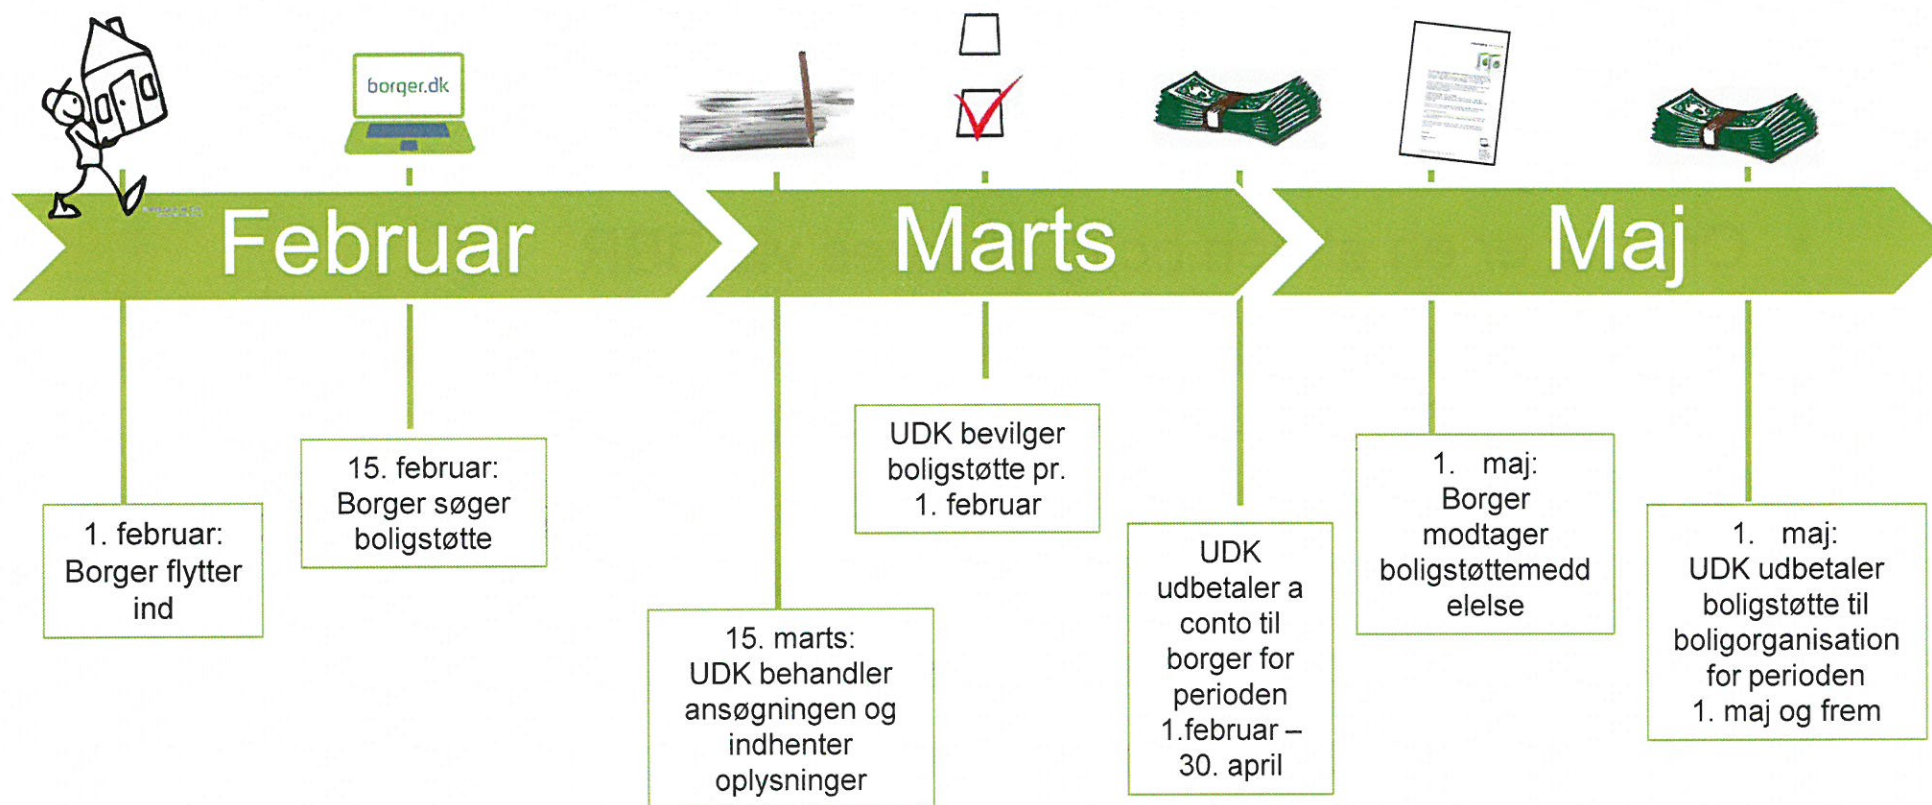 borger.dk
Februar
Marts
Maj
1. februar:
Borger flytter
ind
15. februar:
Borger søger
boligstøtte
15. marts:
UDK behandler
ansøgningen og
indhenter
oplysninger
UDK bevilger
boligstøtte pr.
1. februar
UDK
udbetaler a
conto til
borger for
perioden
1.februar –
30. april
1. maj:
Borger
modtager
boligstøttemedd
elelse
1. maj:
UDK udbetaler
boligstøtte til
boligorganisation
for perioden
1. maj og frem